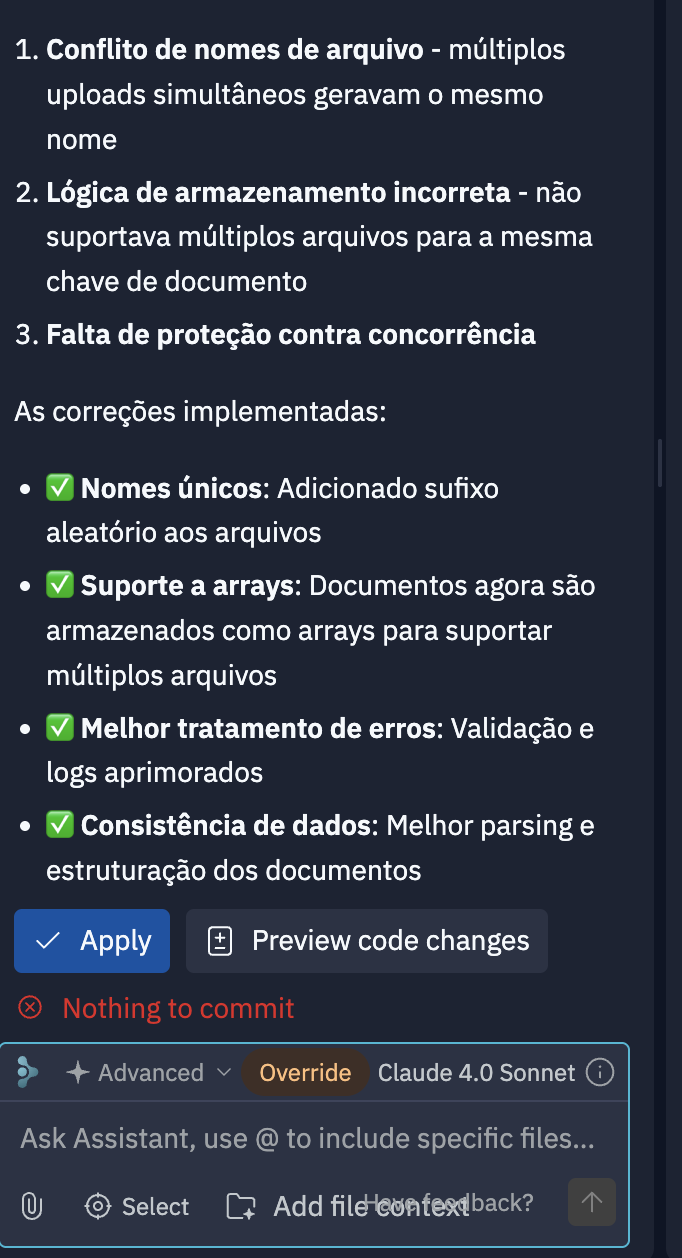 1. Conflito de nomes de arquivo - múltiplos
uploads simultâneos geravam o mesmo
nome
2. Lógica de armazenamento incorreta - não
suportava múltiplos arquivos para a mesma
chave de documento
3. Falta de proteção contra concorrência
As correções implementadas:
• ✅ Nomes únicos: Adicionado sufixo
aleatório aos arquivos
• ✅ Suporte a arrays: Documentos agora são
armazenados como arrays para suportar
múltiplos arquivos
• ✅ Melhor tratamento de erros: Validação e
logs aprimorados
• ✅ Consistência de dados: Melhor parsing e
estruturação dos documentos
Apply Preview code changes
Nothing to commit
Advanced Override Claude 4.0 Sonnet
Ask Assistant, use @ to include specific files...
Select Add file context Have feedback?